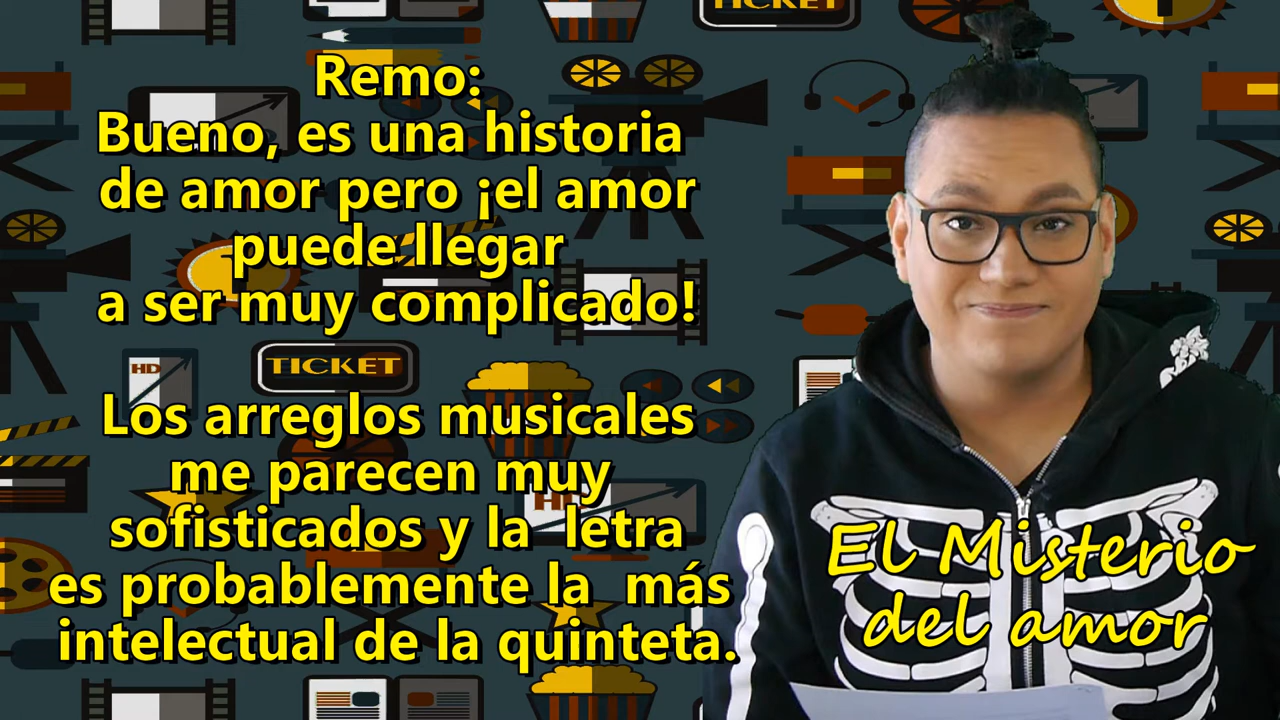 TICKET
Remo:
Bueno, es una historia
de amor pero ¡el amor
puede llegar
a ser muy complicado!
HD
TICKET
Los arreglos musicales
me parecen muy
HD
sofisticados y la letra
es probablemente la más
intelectual de la quinteta.
EL Misterio
del amor